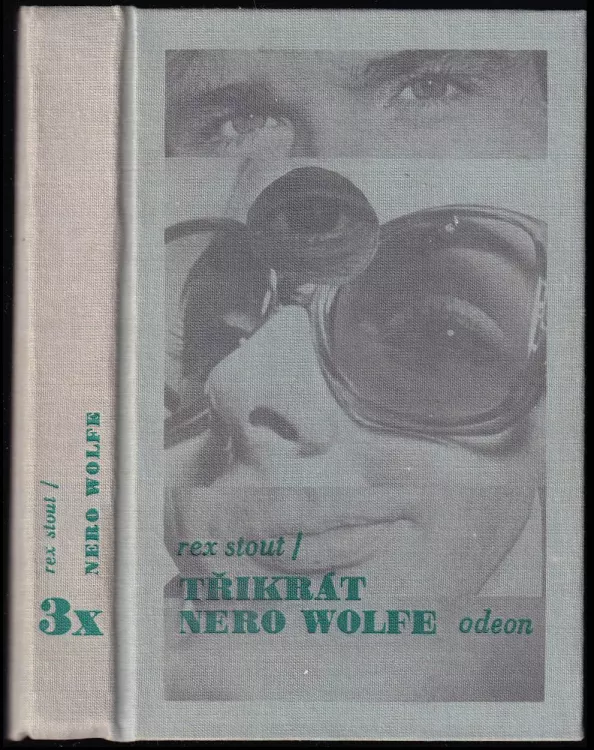 rex stout /
NERO WOLFE
3x
rex stout /
TŘIKRÁT
NERO WOLFE odeon